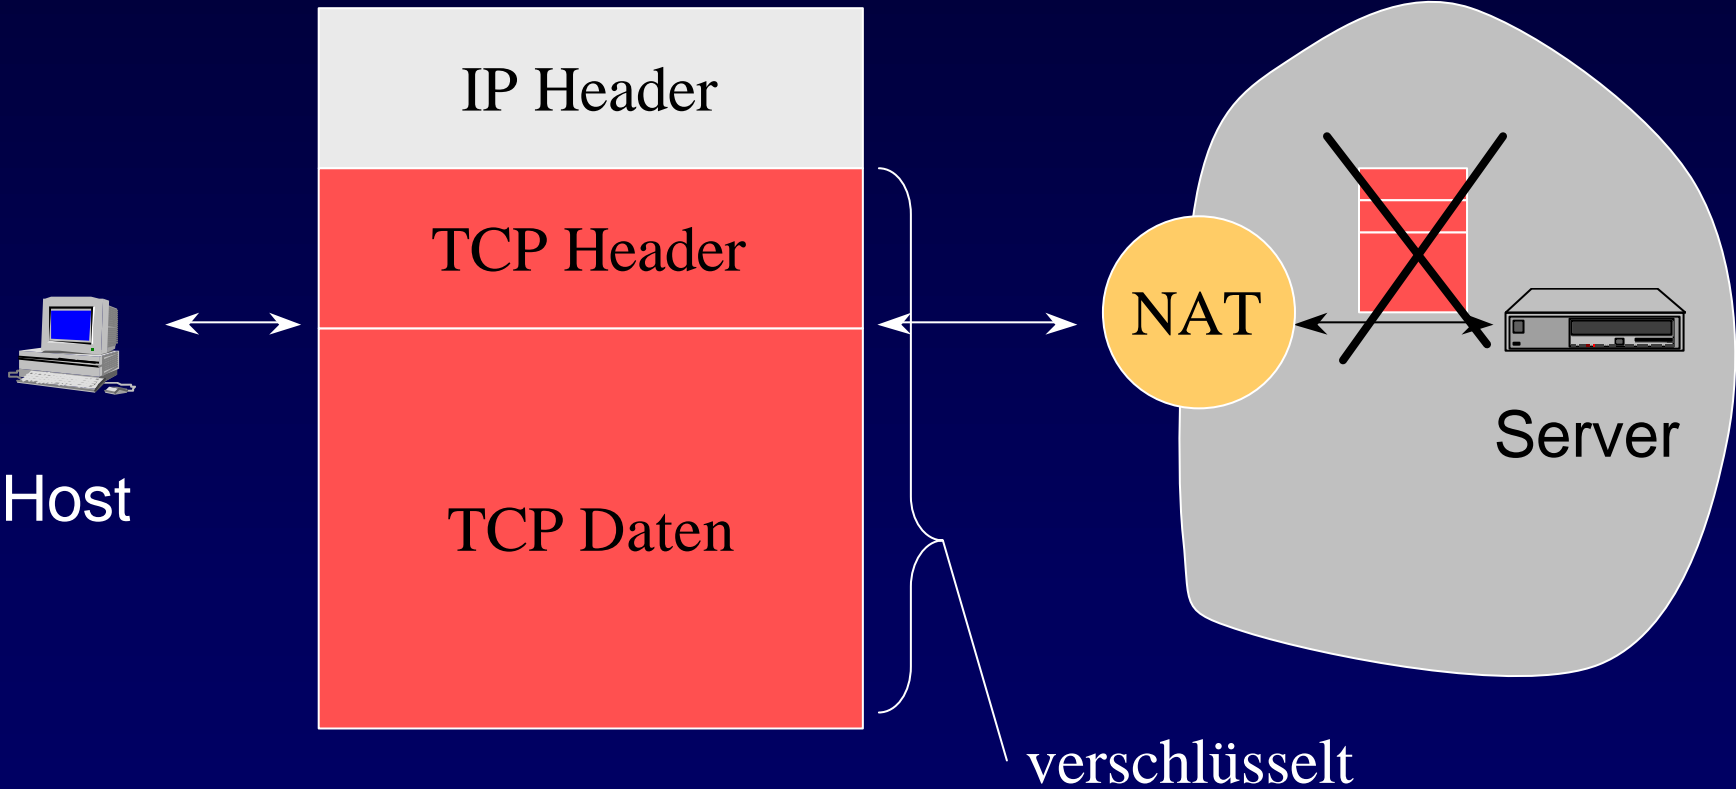 IP Header
TCP Header
TCP Daten
Host
NAT
Server
verschlüsselt